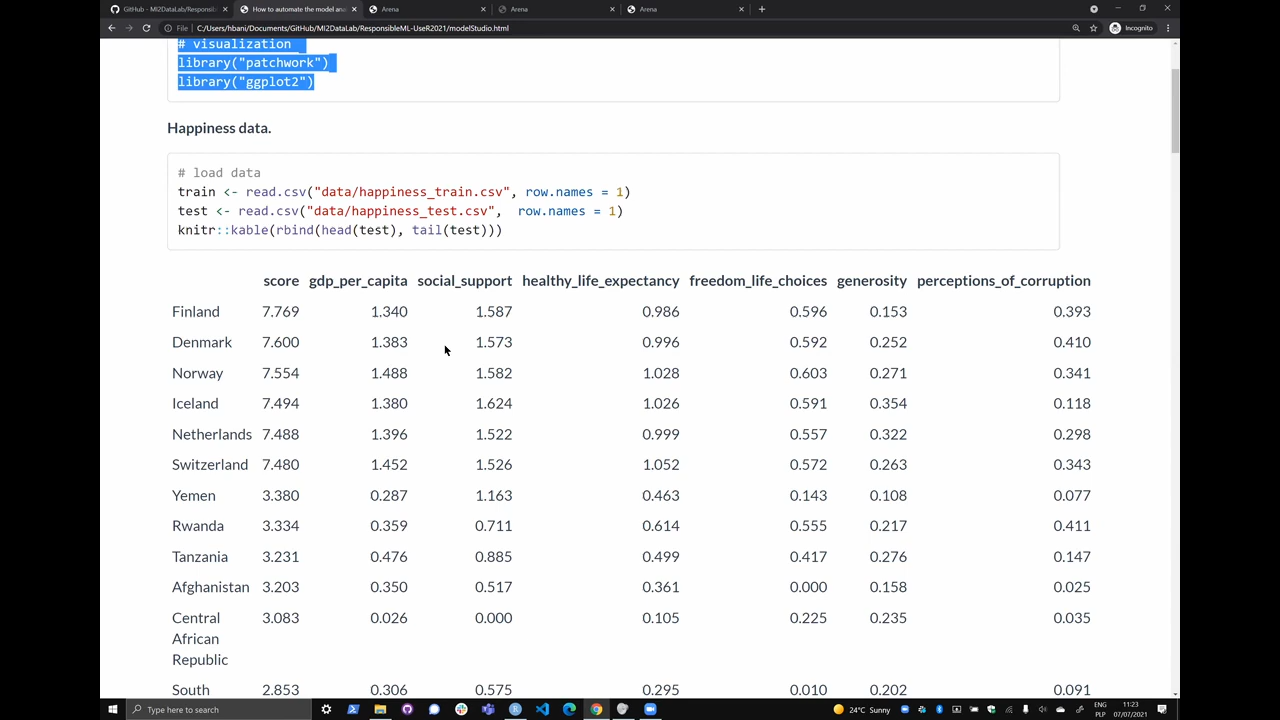 GitHub - MI2DataLab/Responsibl
How to automate the model ana
Arena
Arena
Arena
File
C:/Users/hbani/Documents/GitHub/MI2DataLab/ResponsibleML-UseR2021/modelStudio.html
Incognito
# visualization
library("patchwork")
library("ggplot2")
Happiness data.
# load data
train <- read.csv("data/happiness_train.csv", row.names = 1)
test <- read.csv("data/happiness_test.csv",  row.names = 1)
knitr::kable(rbind(head(test), tail(test)))
score gdp_per_capita social_support healthy_life_expectancy freedom_life_choices generosity perceptions_of_corruption
Finland 7.769 1.340 1.587 0.986 0.596 0.153 0.393
Denmark 7.600 1.383 1.573 0.996 0.592 0.252 0.410
Norway 7.554 1.488 1.582 1.028 0.603 0.271 0.341
Iceland 7.494 1.380 1.624 1.026 0.591 0.354 0.118
Netherlands 7.488 1.396 1.522 0.999 0.557 0.322 0.298
Switzerland 7.480 1.452 1.526 1.052 0.572 0.263 0.343
Yemen 3.380 0.287 1.163 0.463 0.143 0.108 0.077
Rwanda 3.334 0.359 0.711 0.614 0.555 0.217 0.411
Tanzania 3.231 0.476 0.885 0.499 0.417 0.276 0.147
Afghanistan 3.203 0.350 0.517 0.361 0.000 0.158 0.025
Central 3.083 0.026 0.000 0.105 0.225 0.235 0.035
African
Republic
South 2.853 0.306 0.575 0.295 0.010 0.202 0.091
Type here to search
24°C Sunny
ENG
PLP
11:23
07/07/2021